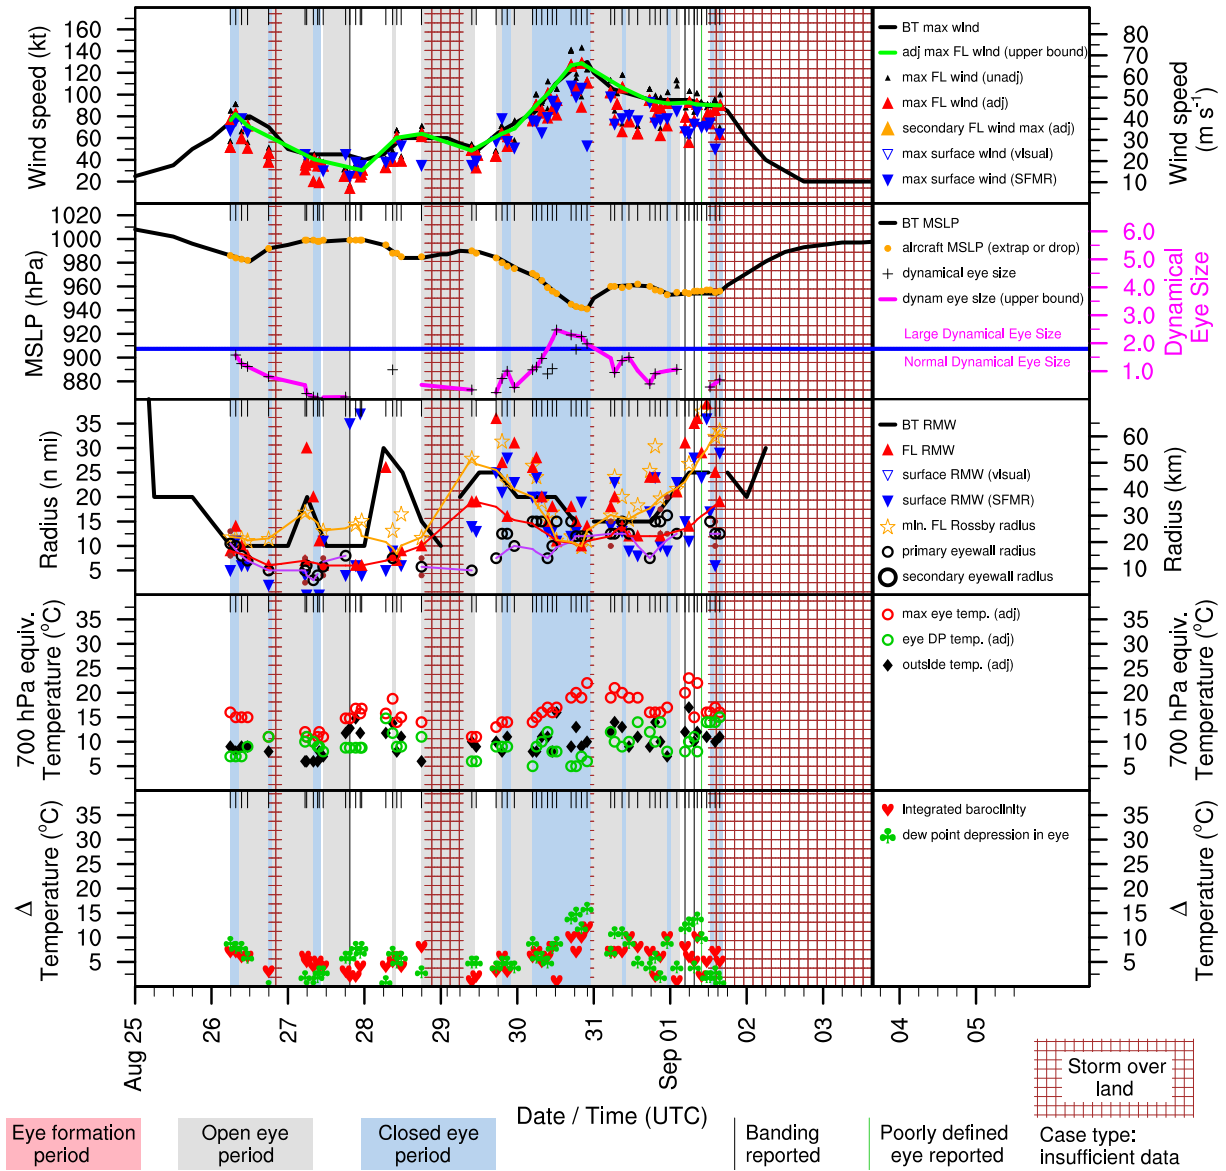 Wind speed (kt)
160
140
120
100
80
60
40
20
BT max wind
adj max FL wind (upper bound)
max FL wind (unadj)
max FL wind (adj)
secondary FL wind max (adj)
max surface wind (visual)
max surface wind (SFMR)
80
70
60
50
40
30
20
10
Wind speed
(m s-1)
MSLP (hPa)
1020
1000
980
960
940
920
900
880
BT MSLP
aircraft MSLP (extrap or drop)
dynamical eye size
dynam eye size (upper bound)
Large Dynamical Eye Size
Normal Dynamical Eye Size
6.0
5.0
4.0
3.0
2.0
1.0
Dynamical
Eye Size
Radius (n mi)
35
30
25
20
15
10
5
BT RMW
FL RMW
surface RMW (visual)
surface RMW (SFMR)
min. FL Rossby radius
primary eyewall radius
secondary eyewall radius
60
50
40
30
20
10
Radius (km)
700 hPa equiv.
Temperature (°C)
35
30
25
20
15
10
5
max eye temp. (adj)
eye DP temp. (adj)
outside temp. (adj)
35
30
25
20
15
10
5
700 hPa equiv.
Temperature (°C)
Δ
Temperature (°C)
35
30
25
20
15
10
5
Integrated baroclinity
dew point depression in eye
35
30
25
20
15
10
5
Δ
Temperature (°C)
Aug 25
26
27
28
29
30
31
Sep 01
02
03
04
05
Date / Time (UTC)
Storm over
land
Eye formation
period
Open eye
period
Closed eye
period
Banding
reported
Poorly defined
eye reported
Case type:
insufficient data